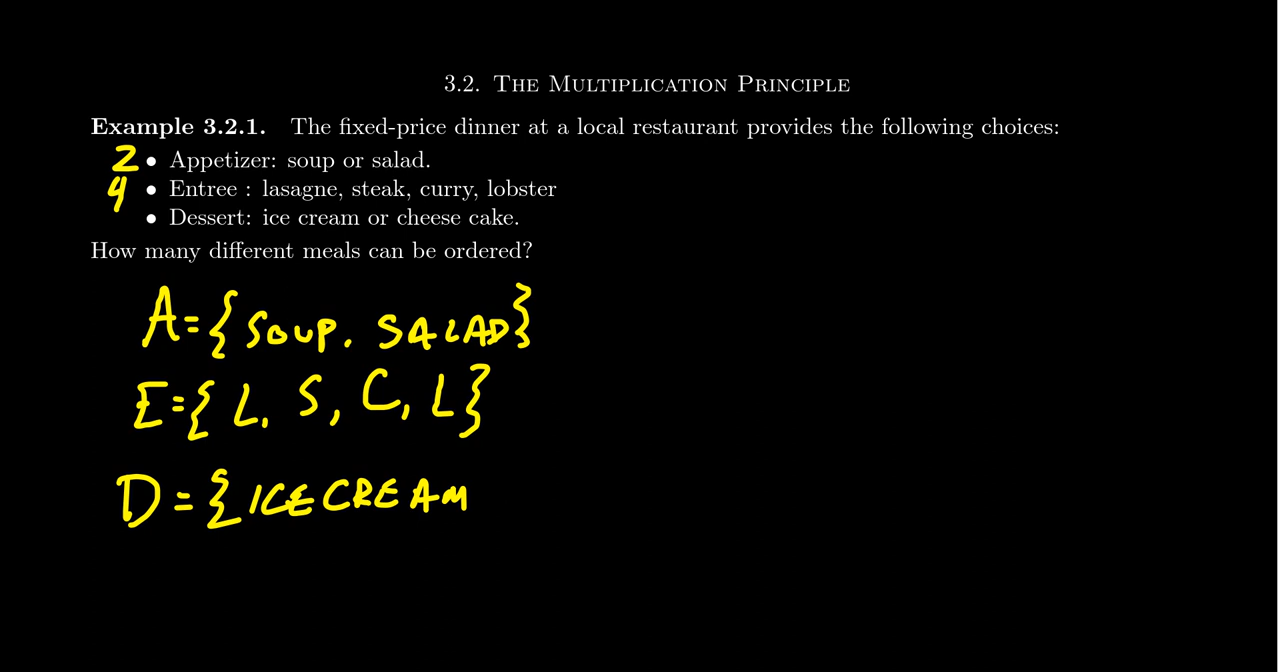 3.2. The Multiplication Principle
Example 3.2.1. The fixed-price dinner at a local restaurant provides the following choices:
2 • Appetizer: soup or salad.
4 • Entree : lasagne, steak, curry, lobster
• Dessert: ice cream or cheese cake.
How many different meals can be ordered?
A={SOUP, SALAD}
E={L, S, C, L}
D={ICECREAM